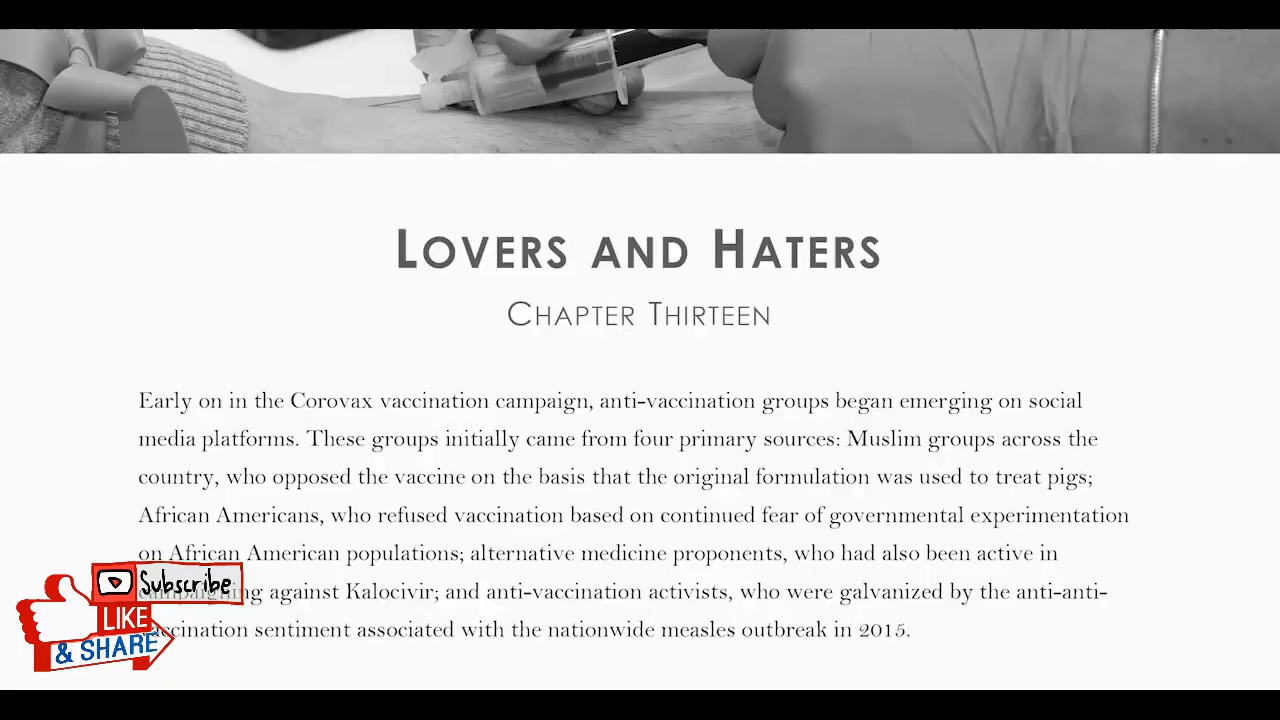 LOVERS AND HATERS
CHAPTER THIRTEEN
Early on in the Corovax vaccination campaign, anti-vaccination groups began emerging on social
media platforms. These groups initially came from four primary sources: Muslim groups across the
country, who opposed the vaccine on the basis that the original formulation was used to treat pigs;
African Americans, who refused vaccination based on continued fear of governmental experimentation
on African American populations; alternative medicine proponents, who had also been active in
against Kalocivir; and anti-vaccination activists, who were galvanized by the anti-anti-
vaccination sentiment associated with the nationwide measles outbreak in 2015.
Subscribe
LIKE
& SHARE